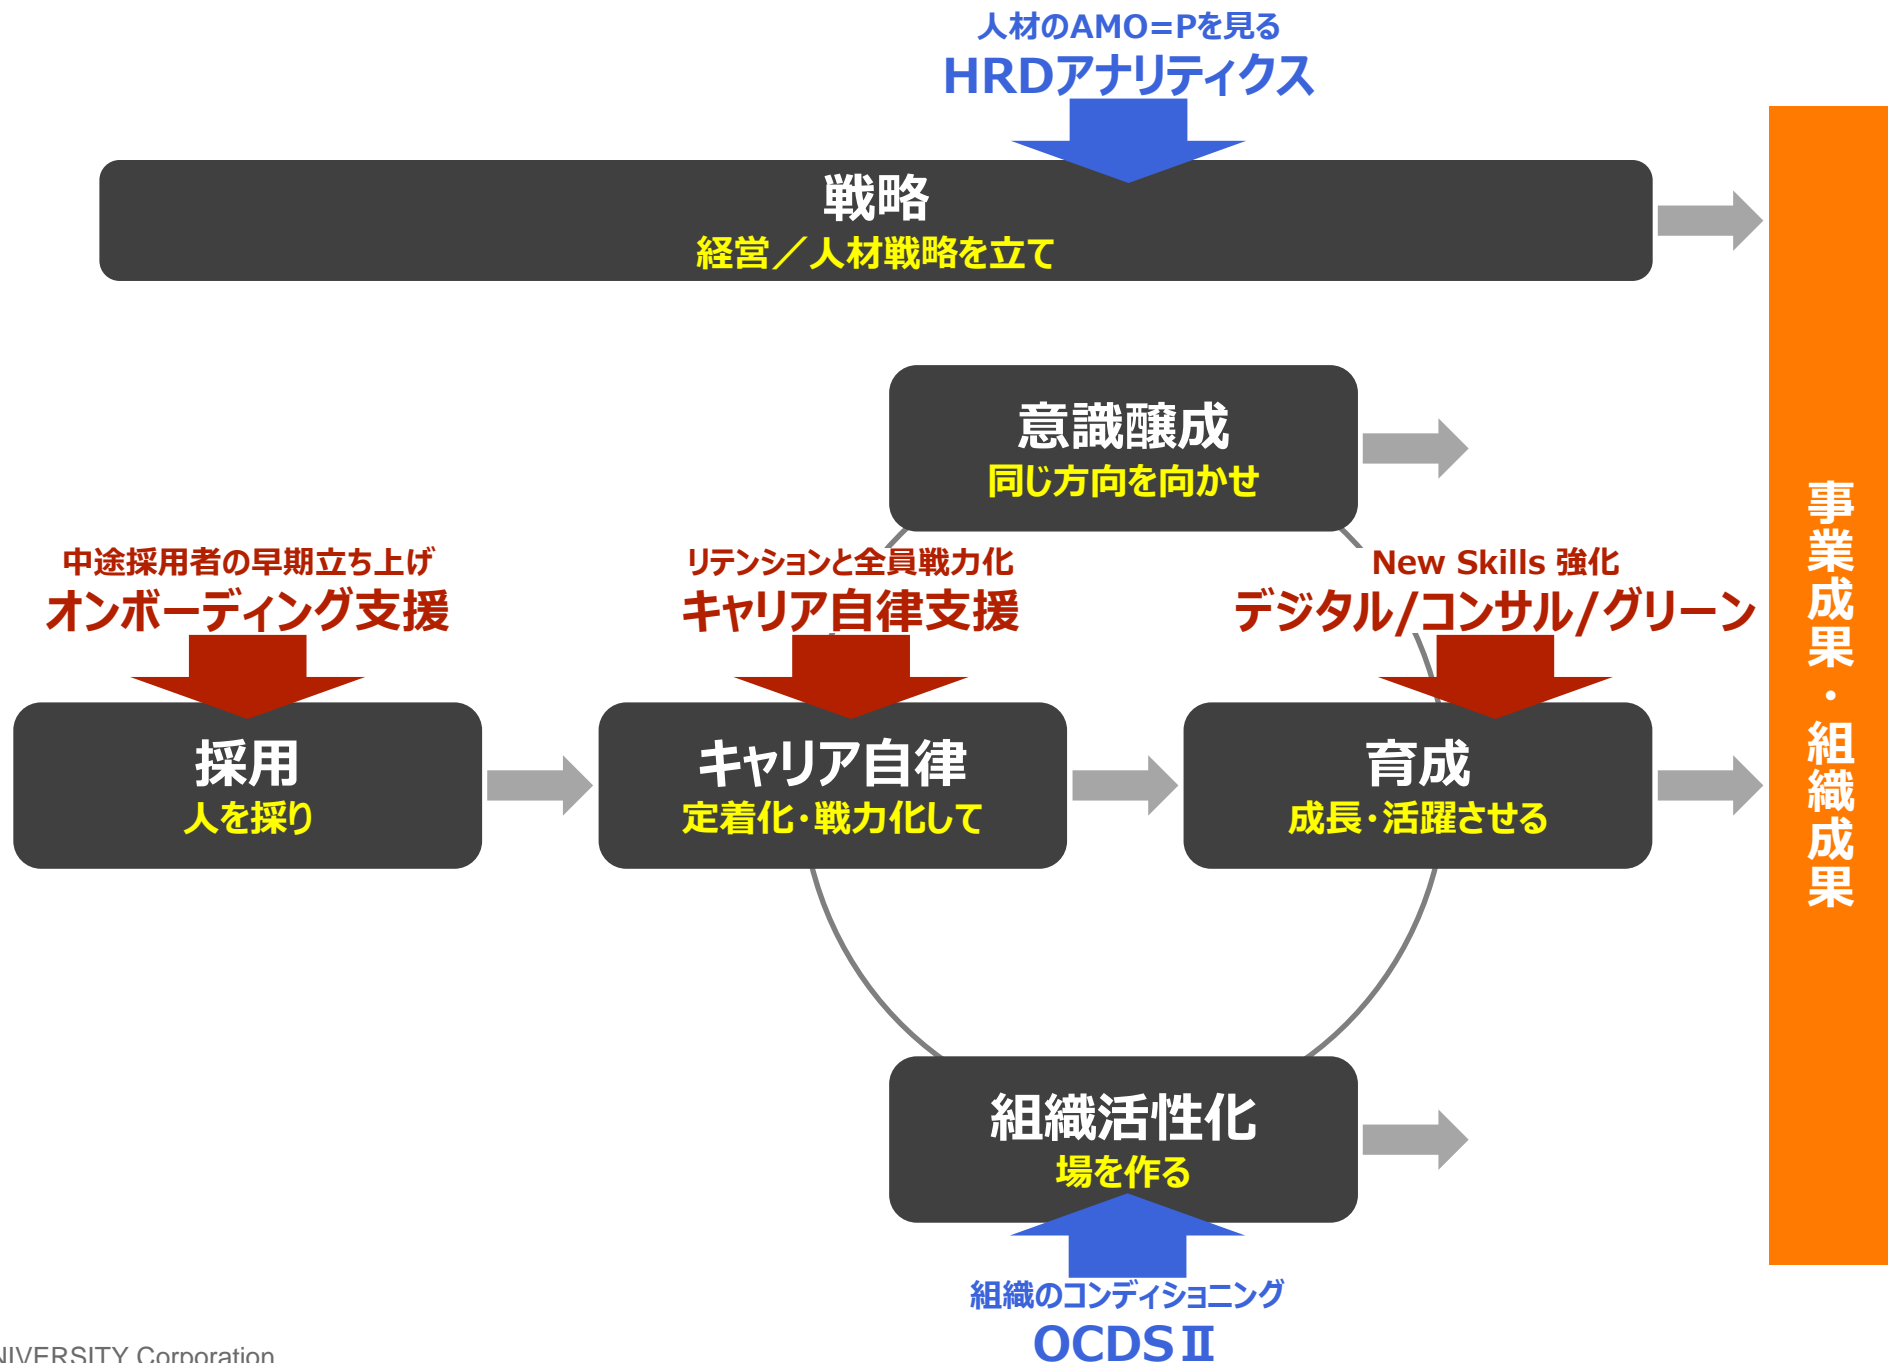 人材のAMO=Pを見る
HRDアナリティクス
戦略
経営／人材戦略を立て
意識醸成
同じ方向を向かせ
中途採用者の早期立ち上げ
オンボーディング支援
リテンションと全員戦力化
キャリア自律支援
New Skills 強化
デジタル/コンサル/グリーン
採用
人を採り
キャリア自律
定着化・戦力化して
育成
成長・活躍させる
事業成果・組織成果
組織活性化
場を作る
組織のコンディショニング
OCDSⅡ
NIVERSITY Corporation